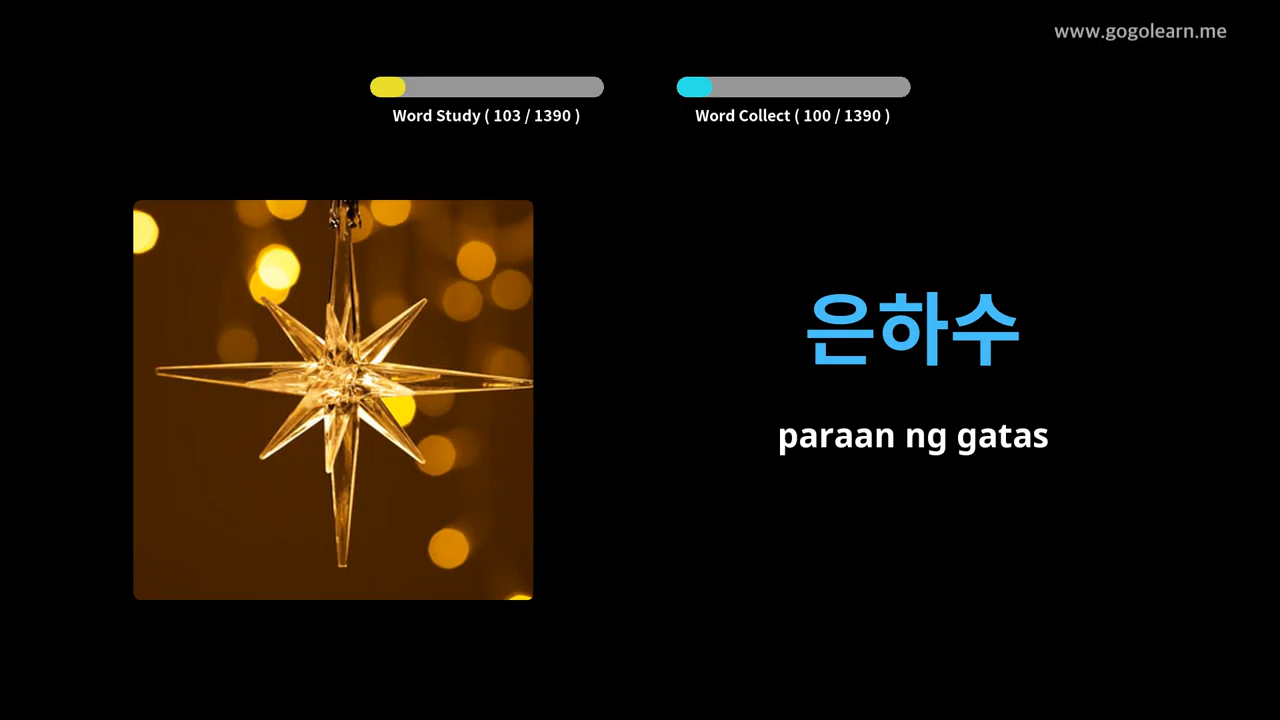 www.gogolearn.me
Word Study ( 103 / 1390 )
Word Collect ( 100 / 1390 )
은하수
paraan ng gatas